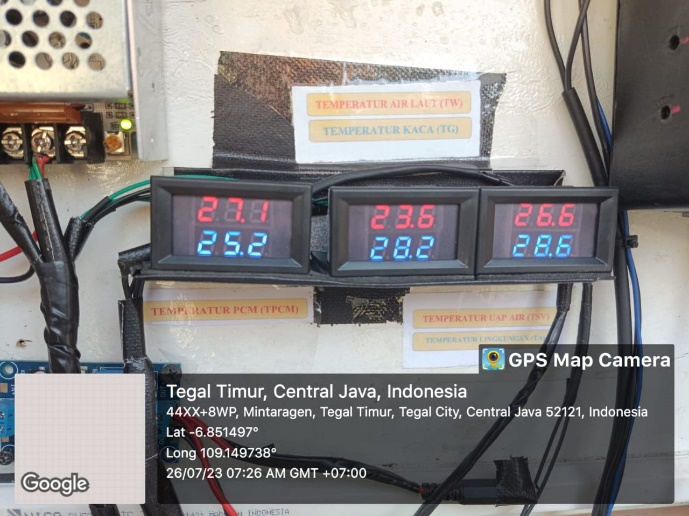 TEMPERATUR AIR LAUT (TW)
TEMPERATUR KACA (TG)
27.1
25.2
23.6
28.2
26.6
28.6
TEMPERATUR PCM (TPCM)
TEMPERATUR UAP AIR (TSV)
TEMPERATUR LINGKUNGAN
GPS Map Camera
Tegal Timur, Central Java, Indonesia
44XX+8WP, Mintaragen, Tegal Timur, Tegal City, Central Java 52121, Indonesia
Lat -6.851497°
Long 109.149738°
26/07/23 07:26 AM GMT +07:00
Google
INDONESIA